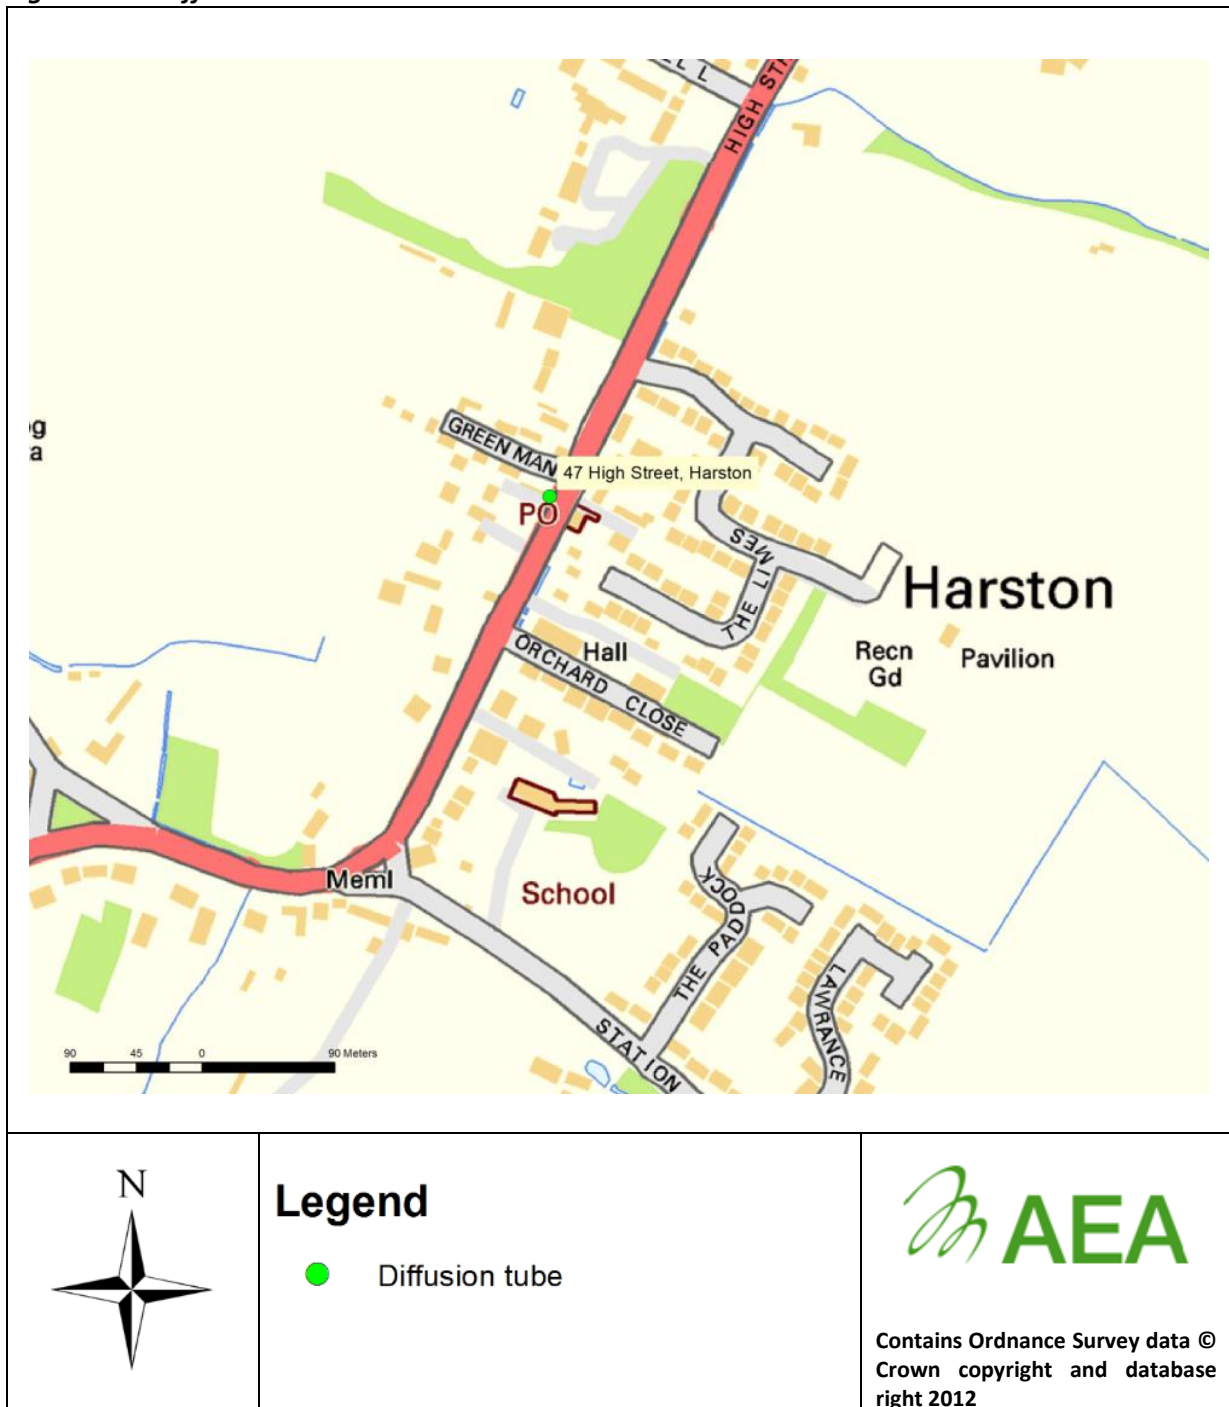 HIGH ST
GREEN MAN
47 High Street, Harston
PO
THE LIMES
Harston
Hall
Recn
Gd
Pavilion
ORCHARD CLOSE
School
Meml
THE PADDOCK
LAWRANCE
STATION
90 45 0 90 Meters
N
Legend
Diffusion tube
AEA
Contains Ordnance Survey data ©
Crown copyright and database
right 2012